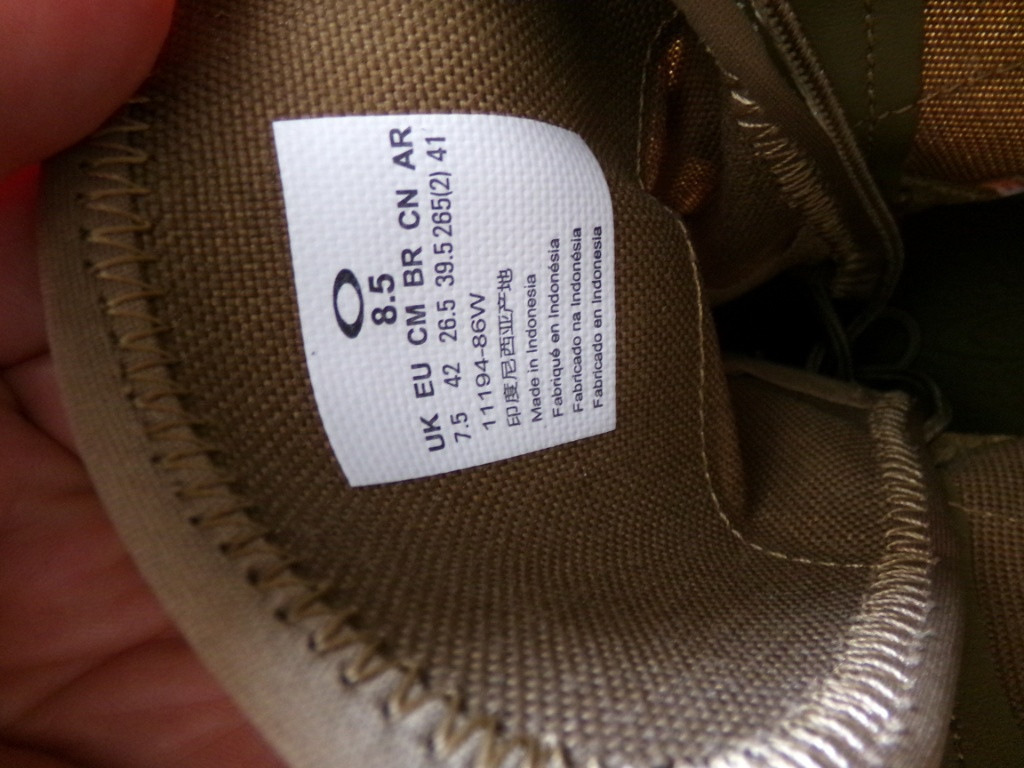 8.5
UK EU CM BR CN AR
7.5 42 26.5 39.5 265(2) 41
11194-86W
印度尼西亚产地
Made in Indonesia
Fabriqué en Indonésia
Fabricado na Indonésia
Fabricado en Indonesia